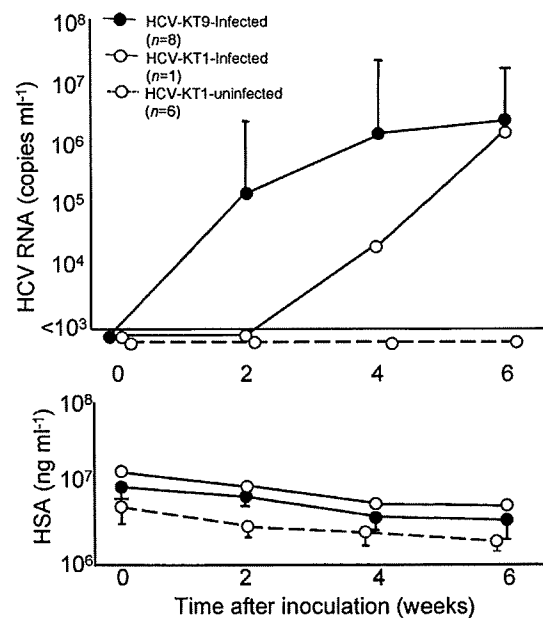 HCV-KT9-Infected
(n=8)
HCV-KT1-Infected
(n=1)
HCV-KT1-uninfected
(n=6)
HCV RNA (copies ml⁻¹)
10⁸
10⁷
10⁶
10⁵
10⁴
<10³
0 2 4 6
HSA (ng ml⁻¹)
10⁸
10⁷
10⁶
0 2 4 6
Time after inoculation (weeks)